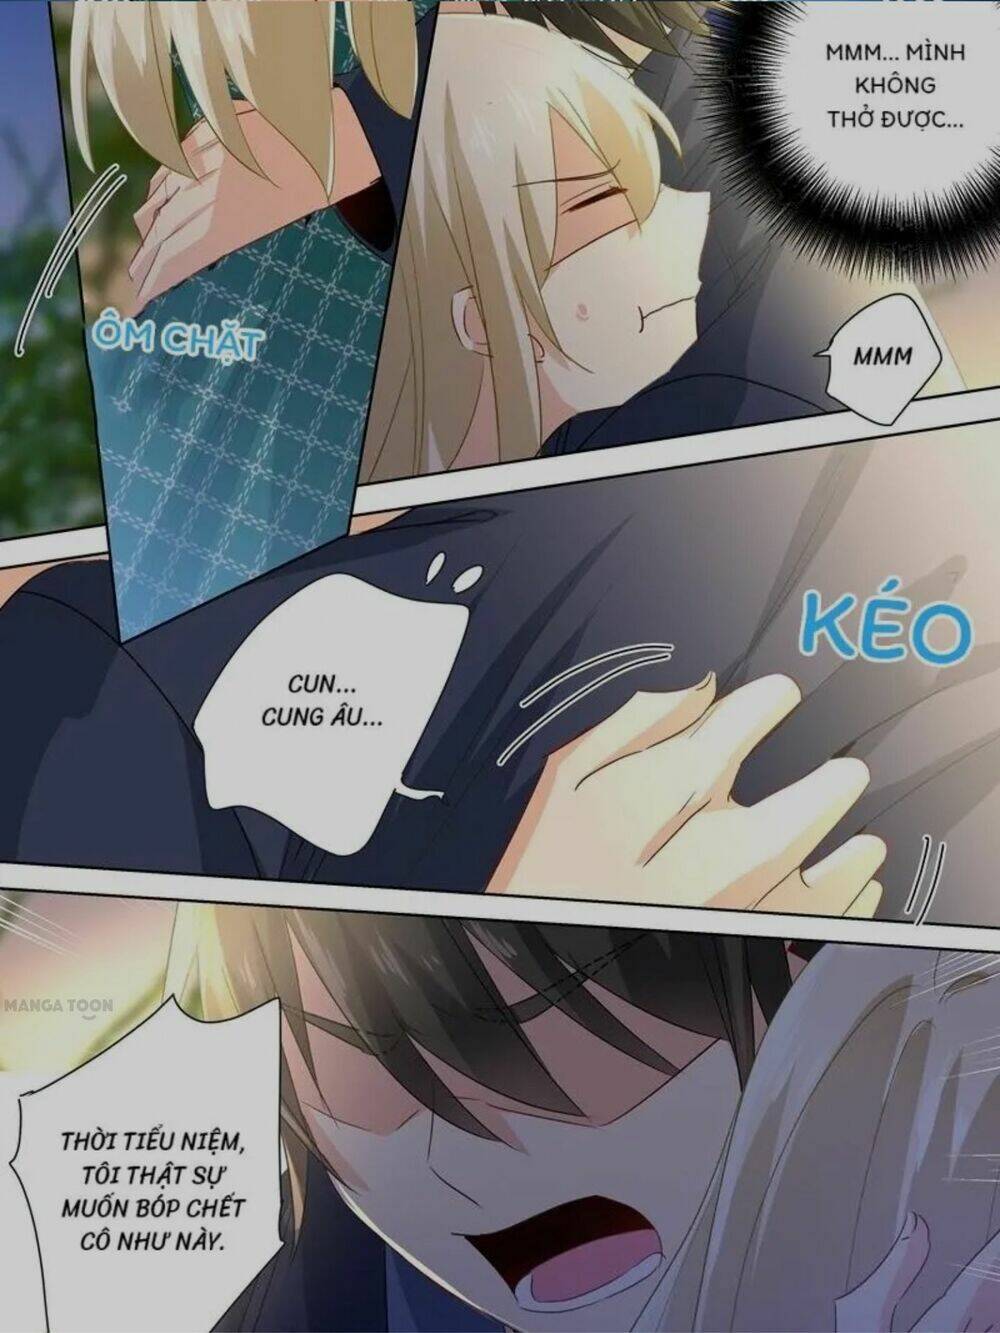 MMM... MÌNH
KHÔNG
THỞ ĐƯỢC...
ÔM CHẶT
MMM
KÉO
CUN...
CUNG ÂU...
MANGA TOON
THỜI TIỂU NIỆM,
TÔI THẬT SỰ
MUỐN BÓP CHẾT
CÔ NHƯ NÀY.